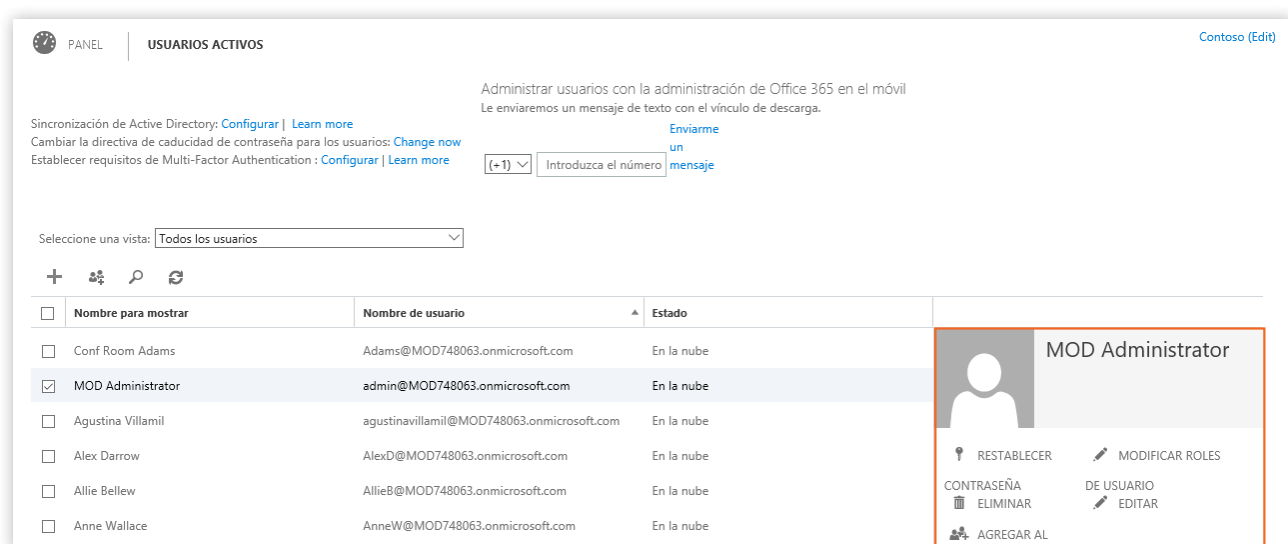 PANEL USUARIOS ACTIVOS
Contoso (Edit)
Administrar usuarios con la administración de Office 365 en el móvil
Le enviaremos un mensaje de texto con el vínculo de descarga.
Sincronización de Active Directory: Configurar | Learn more
Cambiar la directiva de caducidad de contraseña para los usuarios: Change now
Establecer requisitos de Multi-Factor Authentication : Configurar | Learn more
(+1) Introduzca el número
Enviarme
un
mensaje
Seleccione una vista: Todos los usuarios
Nombre para mostrar Nombre de usuario Estado
Conf Room Adams Adams@MOD748063.onmicrosoft.com En la nube
MOD Administrator admin@MOD748063.onmicrosoft.com En la nube
Agustina Villamil agustinavillamil@MOD748063.onmicrosoft.com En la nube
Alex Darrow AlexD@MOD748063.onmicrosoft.com En la nube
Allie Bellew AllieB@MOD748063.onmicrosoft.com En la nube
Anne Wallace AnneW@MOD748063.onmicrosoft.com En la nube
MOD Administrator
RESTABLECER
CONTRASEÑA
MODIFICAR ROLES
DE USUARIO
ELIMINAR
EDITAR
AGREGAR AL